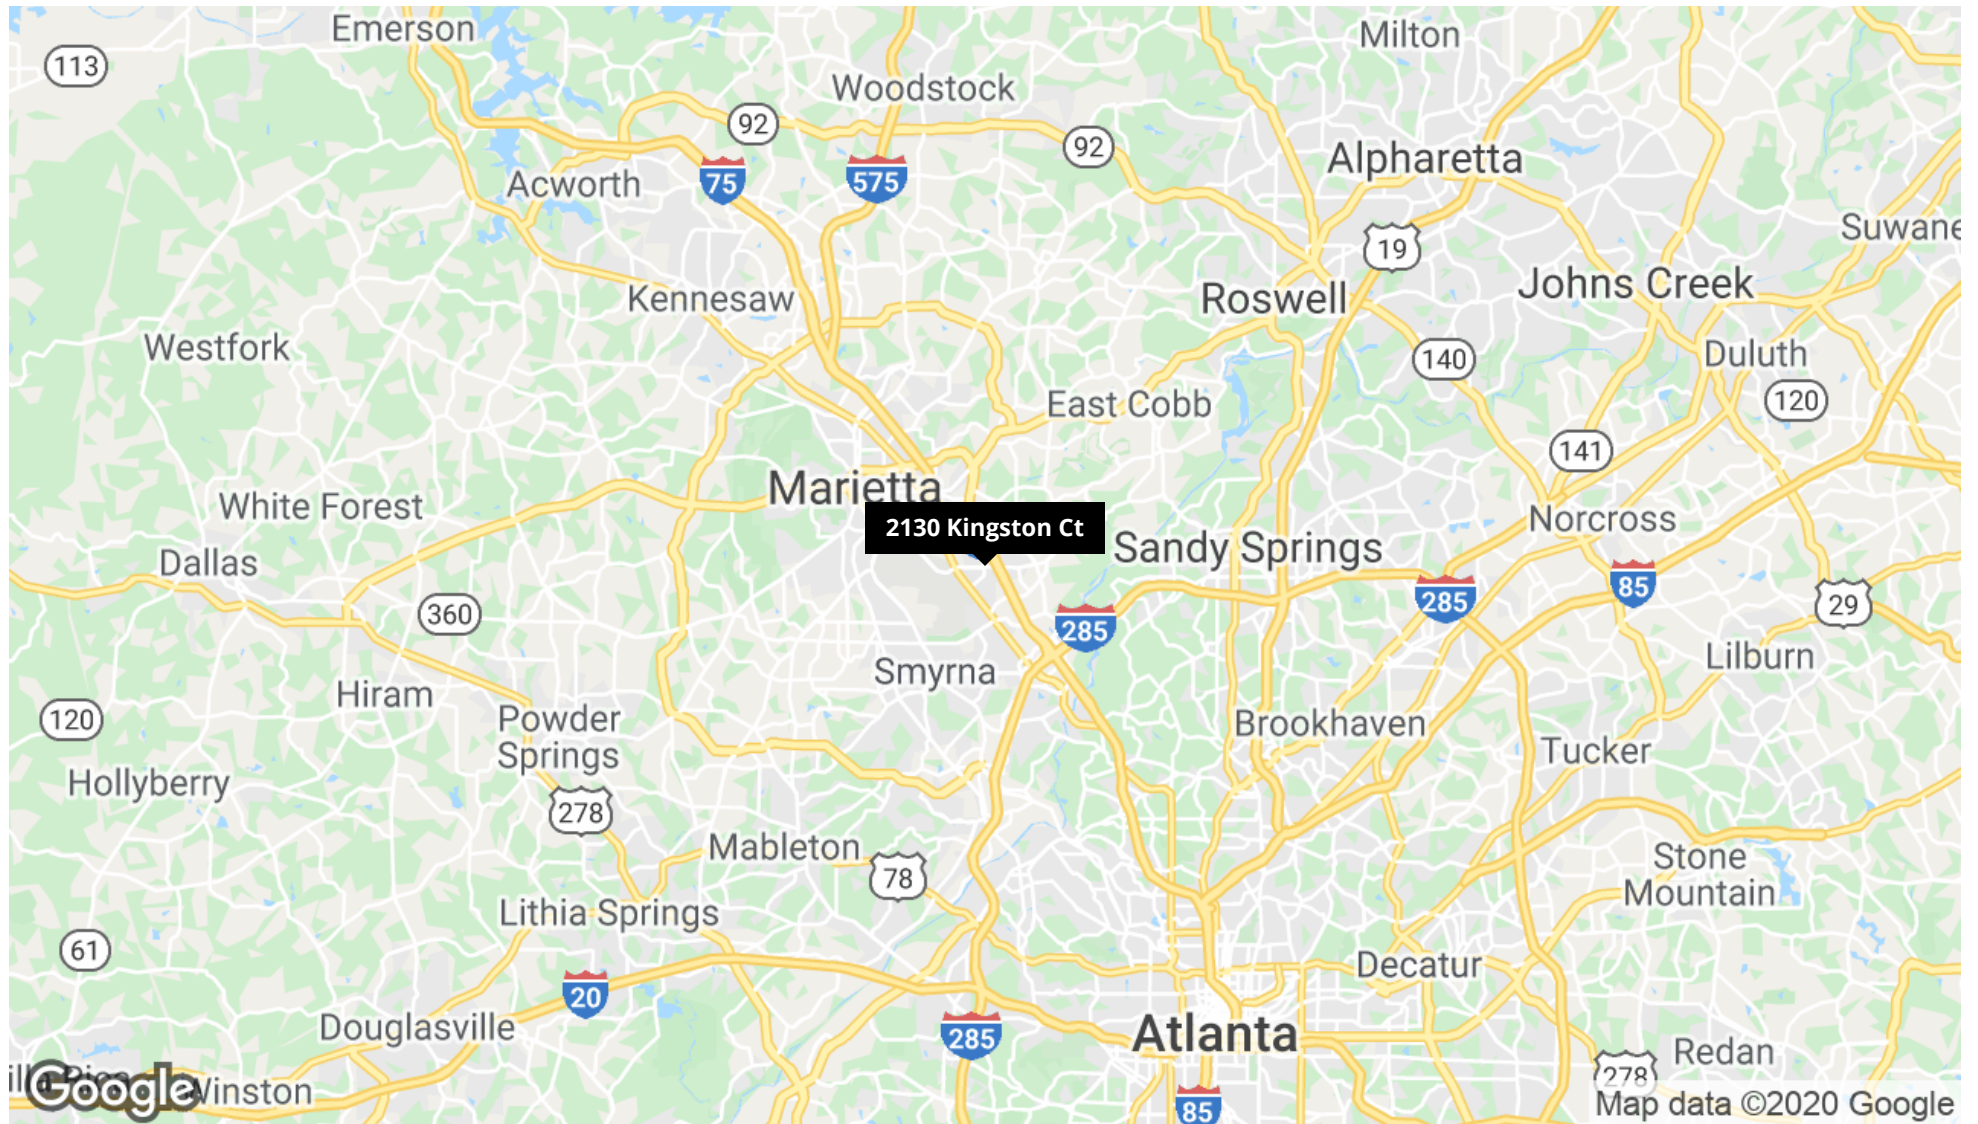 Emerson
Milton
113
Woodstock
92
92
Alpharetta
75
575
Acworth
Suwane
19
Johns Creek
Kennesaw
Roswell
Westfork
140
Duluth
120
East Cobb
141
Marietta
White Forest
Norcross
2130 Kingston Ct
Sandy Springs
Dallas
85
285
29
360
285
Lilburn
Smyrna
Hiram
120
Powder
Springs
Brookhaven
Tucker
Hollyberry
278
Mableton
78
Stone
Mountain
Lithia Springs
61
Decatur
20
Douglasville
285
Atlanta
Redan
278
Google
Winston
85
Map data ©2020 Google